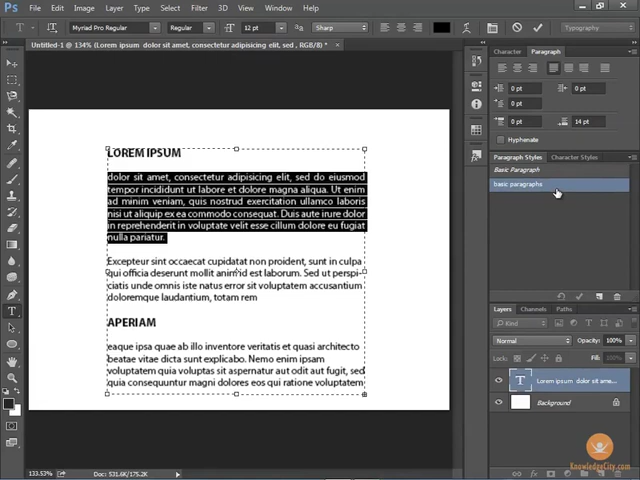 Ps File Edit Image Layer Type Select Filter 3D View Window Help
T Myriad Pro Regular Regular 12 pt Sharp Typography
Untitled-1 @ 134% (Lorem ipsum dolor sit amet, consectetur adipisicing elit, sed , RGB/8) * ×
Character Paragraph
0 pt 0 pt
0 pt
0 pt 14 pt
Hyphenate
Paragraph Styles Character Styles
Basic Paragraph
basic paragraphs
LOREM IPSUM
dolor sit amet, consectetur adipisicing elit, sed do eiusmod
tempor incididunt ut labore et dolore magna aliqua. Ut enim
ad minim veniam, quis nostrud exercitation ullamco laboris
nisi ut aliquip ex ea commodo consequat. Duis aute irure dolor
in reprehenderit in voluptate velit esse cillum dolore eu fugiat
nulla pariatur.
Excepteur sint occaecat cupidatat non proident, sunt in culpa
qui officia deserunt mollit anim id est laborum. Sed ut perspi-
ciatis unde omnis iste natus error sit voluptatem accusantium
doloremque laudantium, totam rem
APERIAM
eaque ipsa quae ab illo inventore veritatis et quasi architecto
beatae vitae dicta sunt explicabo. Nemo enim ipsam
voluptatem quia voluptas sit aspernatur aut odit aut fugit, sed
quia consequuntur magni dolores eos qui ratione voluptatem
Layers Channels Paths
Kind
Normal Opacity: 100%
Lock: Fill: 100%
T Lorem ipsum dolor sit ame...
Background
133.53% Doc: 531.6K/175.2K
KnowledgeCity.com